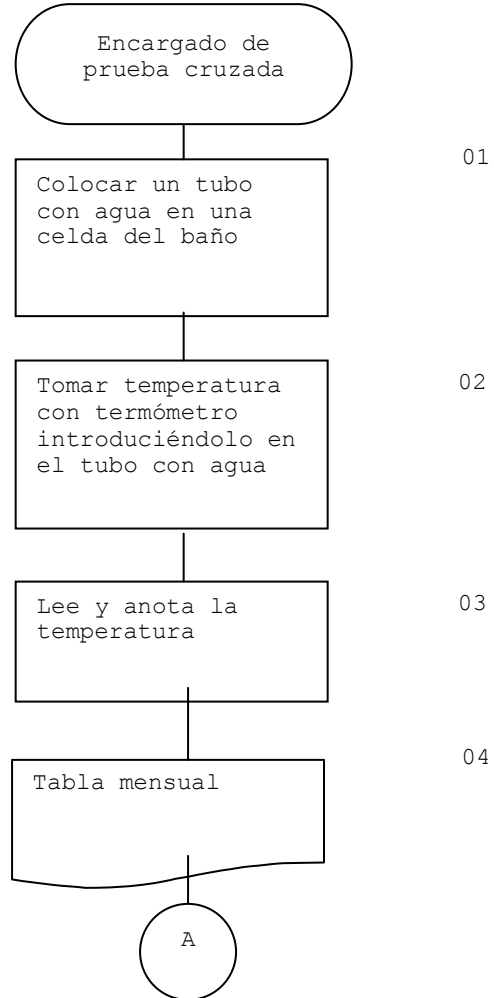 Encargado de
prueba cruzada
01
Colocar un tubo
con agua en una
celda del baño
02
Tomar temperatura
con termómetro
introduciéndolo en
el tubo con agua
03
Lee y anota la
temperatura
04
Tabla mensual
A